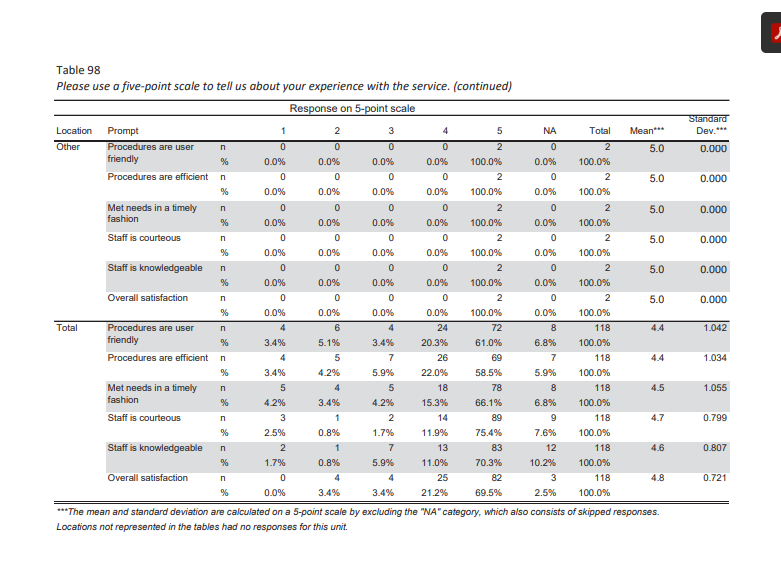 Table 98
Please use a five-point scale to tell us about your experience with the service. (continued)
Response on 5-point scale
Location Prompt 1 2 3 4 5 NA Total Mean*** Standard Dev.***
Other Procedures are user friendly n 0 0 0 0 2 0 2 5.0 0.000
% 0.0% 0.0% 0.0% 0.0% 100.0% 0.0% 100.0%
Procedures are efficient n 0 0 0 0 2 0 2 5.0 0.000
% 0.0% 0.0% 0.0% 0.0% 100.0% 0.0% 100.0%
Met needs in a timely fashion n 0 0 0 0 2 0 2 5.0 0.000
% 0.0% 0.0% 0.0% 0.0% 100.0% 0.0% 100.0%
Staff is courteous n 0 0 0 0 2 0 2 5.0 0.000
% 0.0% 0.0% 0.0% 0.0% 100.0% 0.0% 100.0%
Staff is knowledgeable n 0 0 0 0 2 0 2 5.0 0.000
% 0.0% 0.0% 0.0% 0.0% 100.0% 0.0% 100.0%
Overall satisfaction n 0 0 0 0 2 0 2 5.0 0.000
% 0.0% 0.0% 0.0% 0.0% 100.0% 0.0% 100.0%
Total Procedures are user friendly n 4 6 4 24 72 8 118 4.4 1.042
% 3.4% 5.1% 3.4% 20.3% 61.0% 6.8% 100.0%
Procedures are efficient n 4 5 7 26 69 7 118 4.4 1.034
% 3.4% 4.2% 5.9% 22.0% 58.5% 5.9% 100.0%
Met needs in a timely fashion n 5 4 5 18 78 8 118 4.5 1.055
% 4.2% 3.4% 4.2% 15.3% 66.1% 6.8% 100.0%
Staff is courteous n 3 1 2 14 89 9 118 4.7 0.799
% 2.5% 0.8% 1.7% 11.9% 75.4% 7.6% 100.0%
Staff is knowledgeable n 2 1 7 13 83 12 118 4.6 0.807
% 1.7% 0.8% 5.9% 11.0% 70.3% 10.2% 100.0%
Overall satisfaction n 0 4 4 25 82 3 118 4.8 0.721
% 0.0% 3.4% 3.4% 21.2% 69.5% 2.5% 100.0%
***The mean and standard deviation are calculated on a 5-point scale by excluding the "NA" category, which also consists of skipped responses.
Locations not represented in the tables had no responses for this unit.